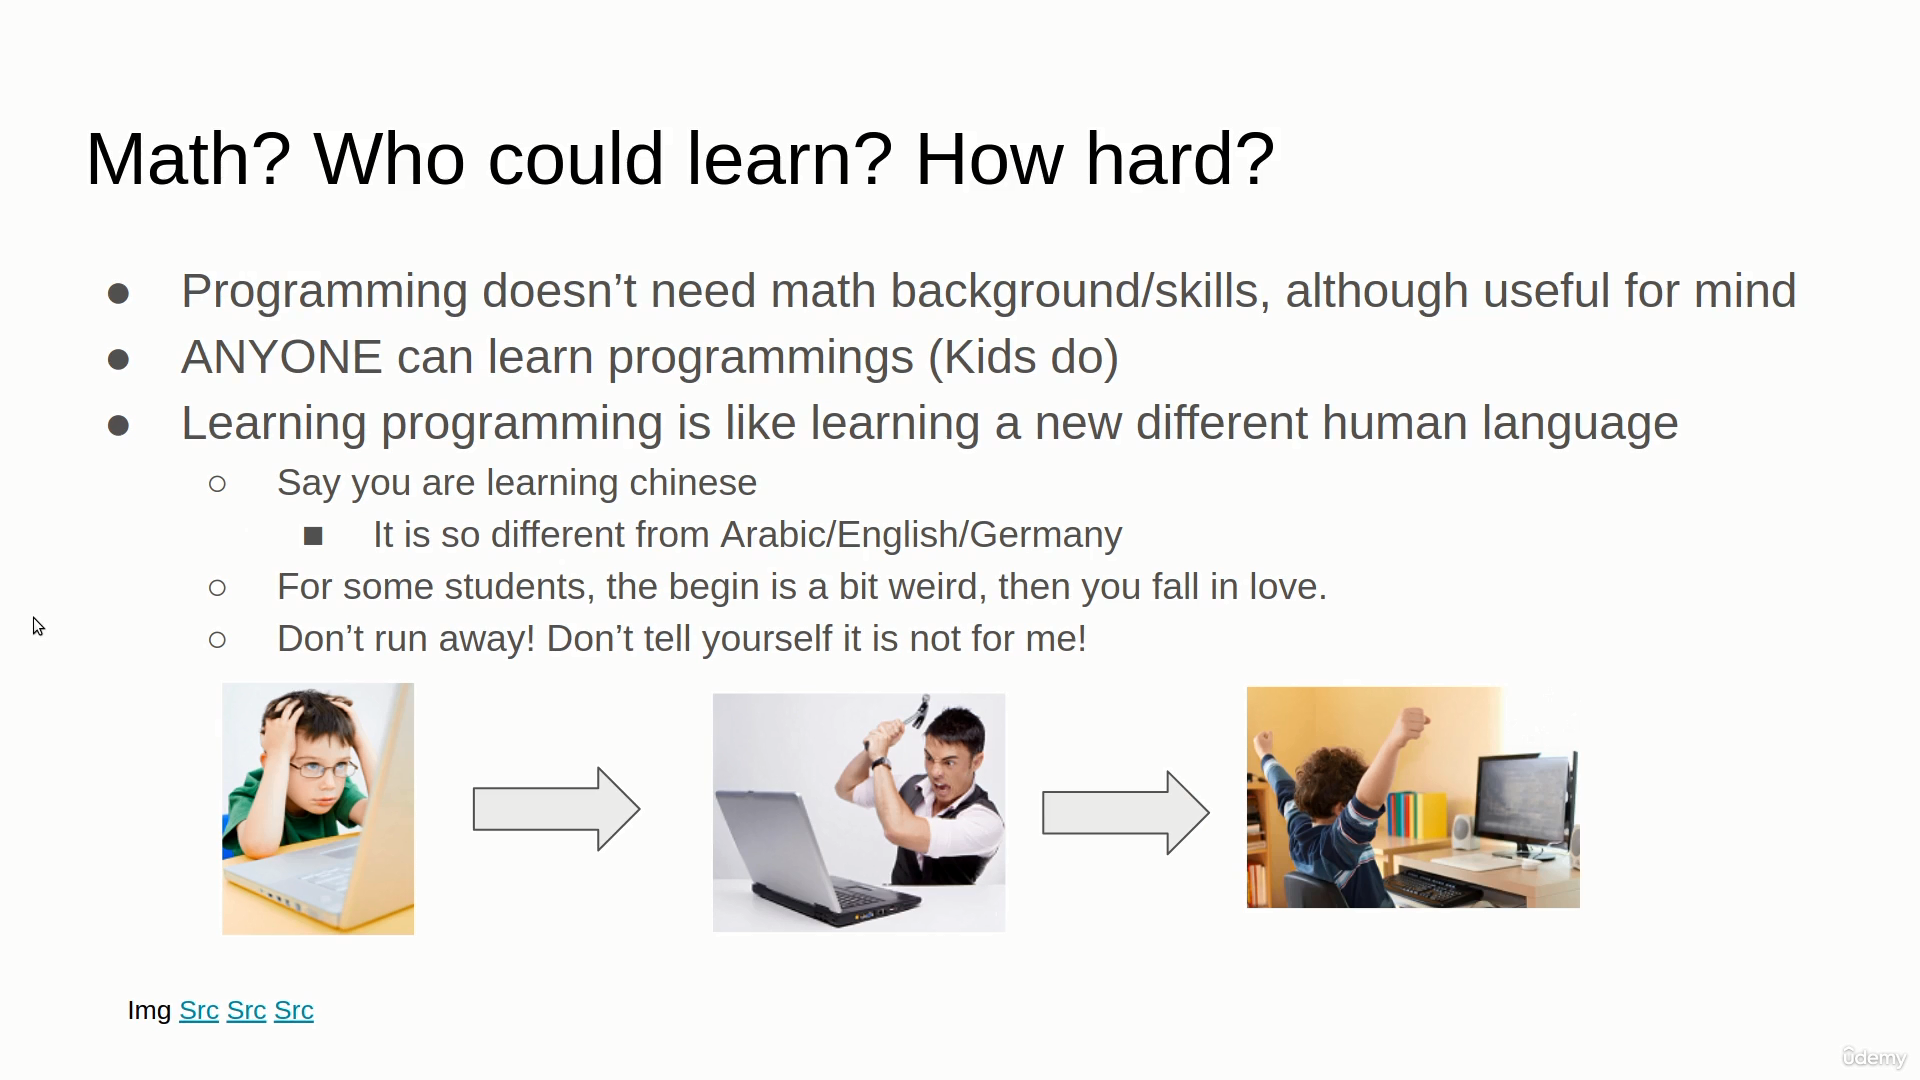 Math? Who could learn? How hard?
● Programming doesn’t need math background/skills, although useful for mind
● ANYONE can learn programmings (Kids do)
● Learning programming is like learning a new different human language
○ Say you are learning chinese
■ It is so different from Arabic/English/Germany
○ For some students, the begin is a bit weird, then you fall in love.
○ Don’t run away! Don’t tell yourself it is not for me!
Img Src Src Src
ûdemy